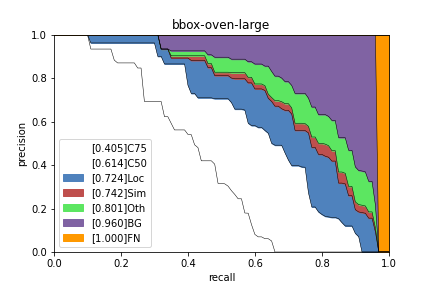 bbox-oven-large
1.0
0.8
0.6
0.4
0.2
0.0
precision
[0.405]C75
[0.614]C50
[0.724]Loc
[0.742]Sim
[0.801]Oth
[0.960]BG
[1.000]FN
0.0 0.2 0.4 0.6 0.8 1.0
recall